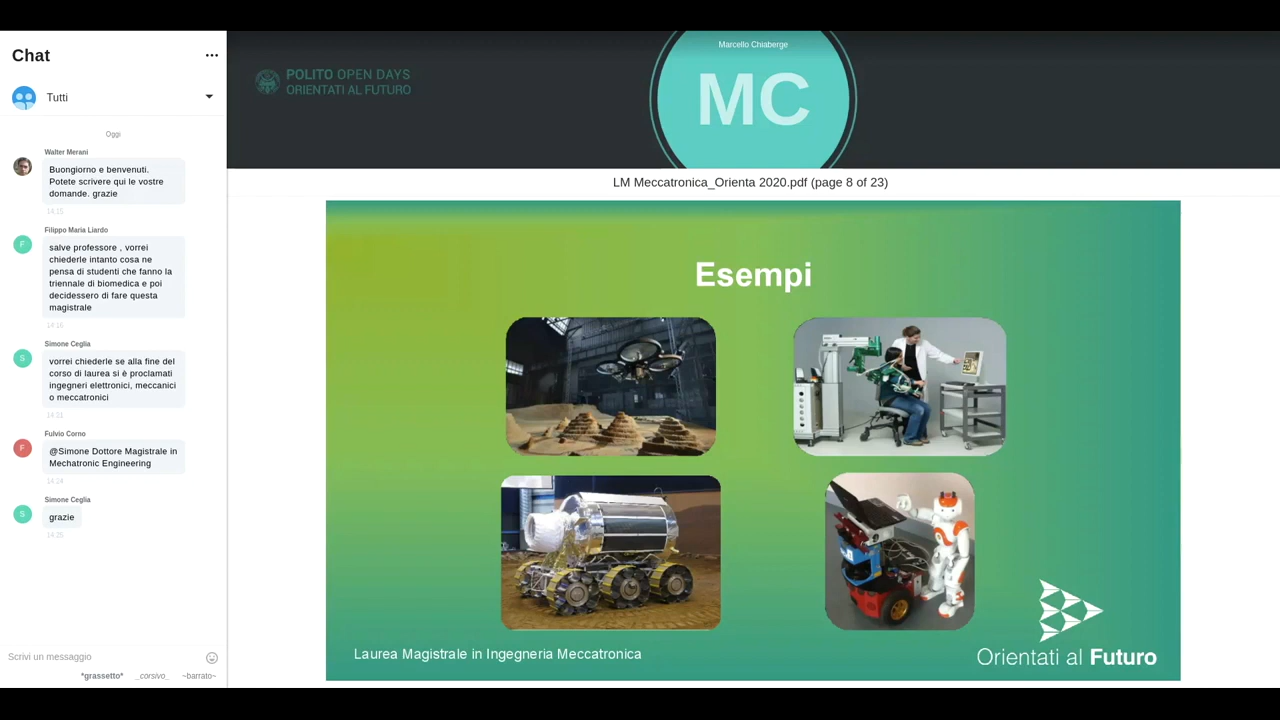 Chat
Tutti
Oggi
Walter Merani
Buongiorno e benvenuti.
Potete scrivere qui le vostre
domande. grazie
14:15
Filippo Maria Liardo
F
salve professore , vorrei
chiederle intanto cosa ne
pensa di studenti che fanno la
triennale di biomedica e poi
decidessero di fare questa
magistrale
14:16
Simone Ceglia
S
vorrei chiederle se alla fine del
corso di laurea si è proclamati
ingegneri elettronici, meccanici
o meccatronici
Fulvio Corno
F
@Simone Dottore Magistrale in
Mechatronic Engineering
Simone Ceglia
S
grazie
Scrivi un messaggio
*grassetto* _corsivo_ ~barrato~
POLITO OPEN DAYS
ORIENTATI AL FUTURO
Marcello Chiaberge
MC
LM Meccatronica_Orienta 2020.pdf (page 8 of 23)
Esempi
Laurea Magistrale in Ingegneria Meccatronica
Orientati al Futuro